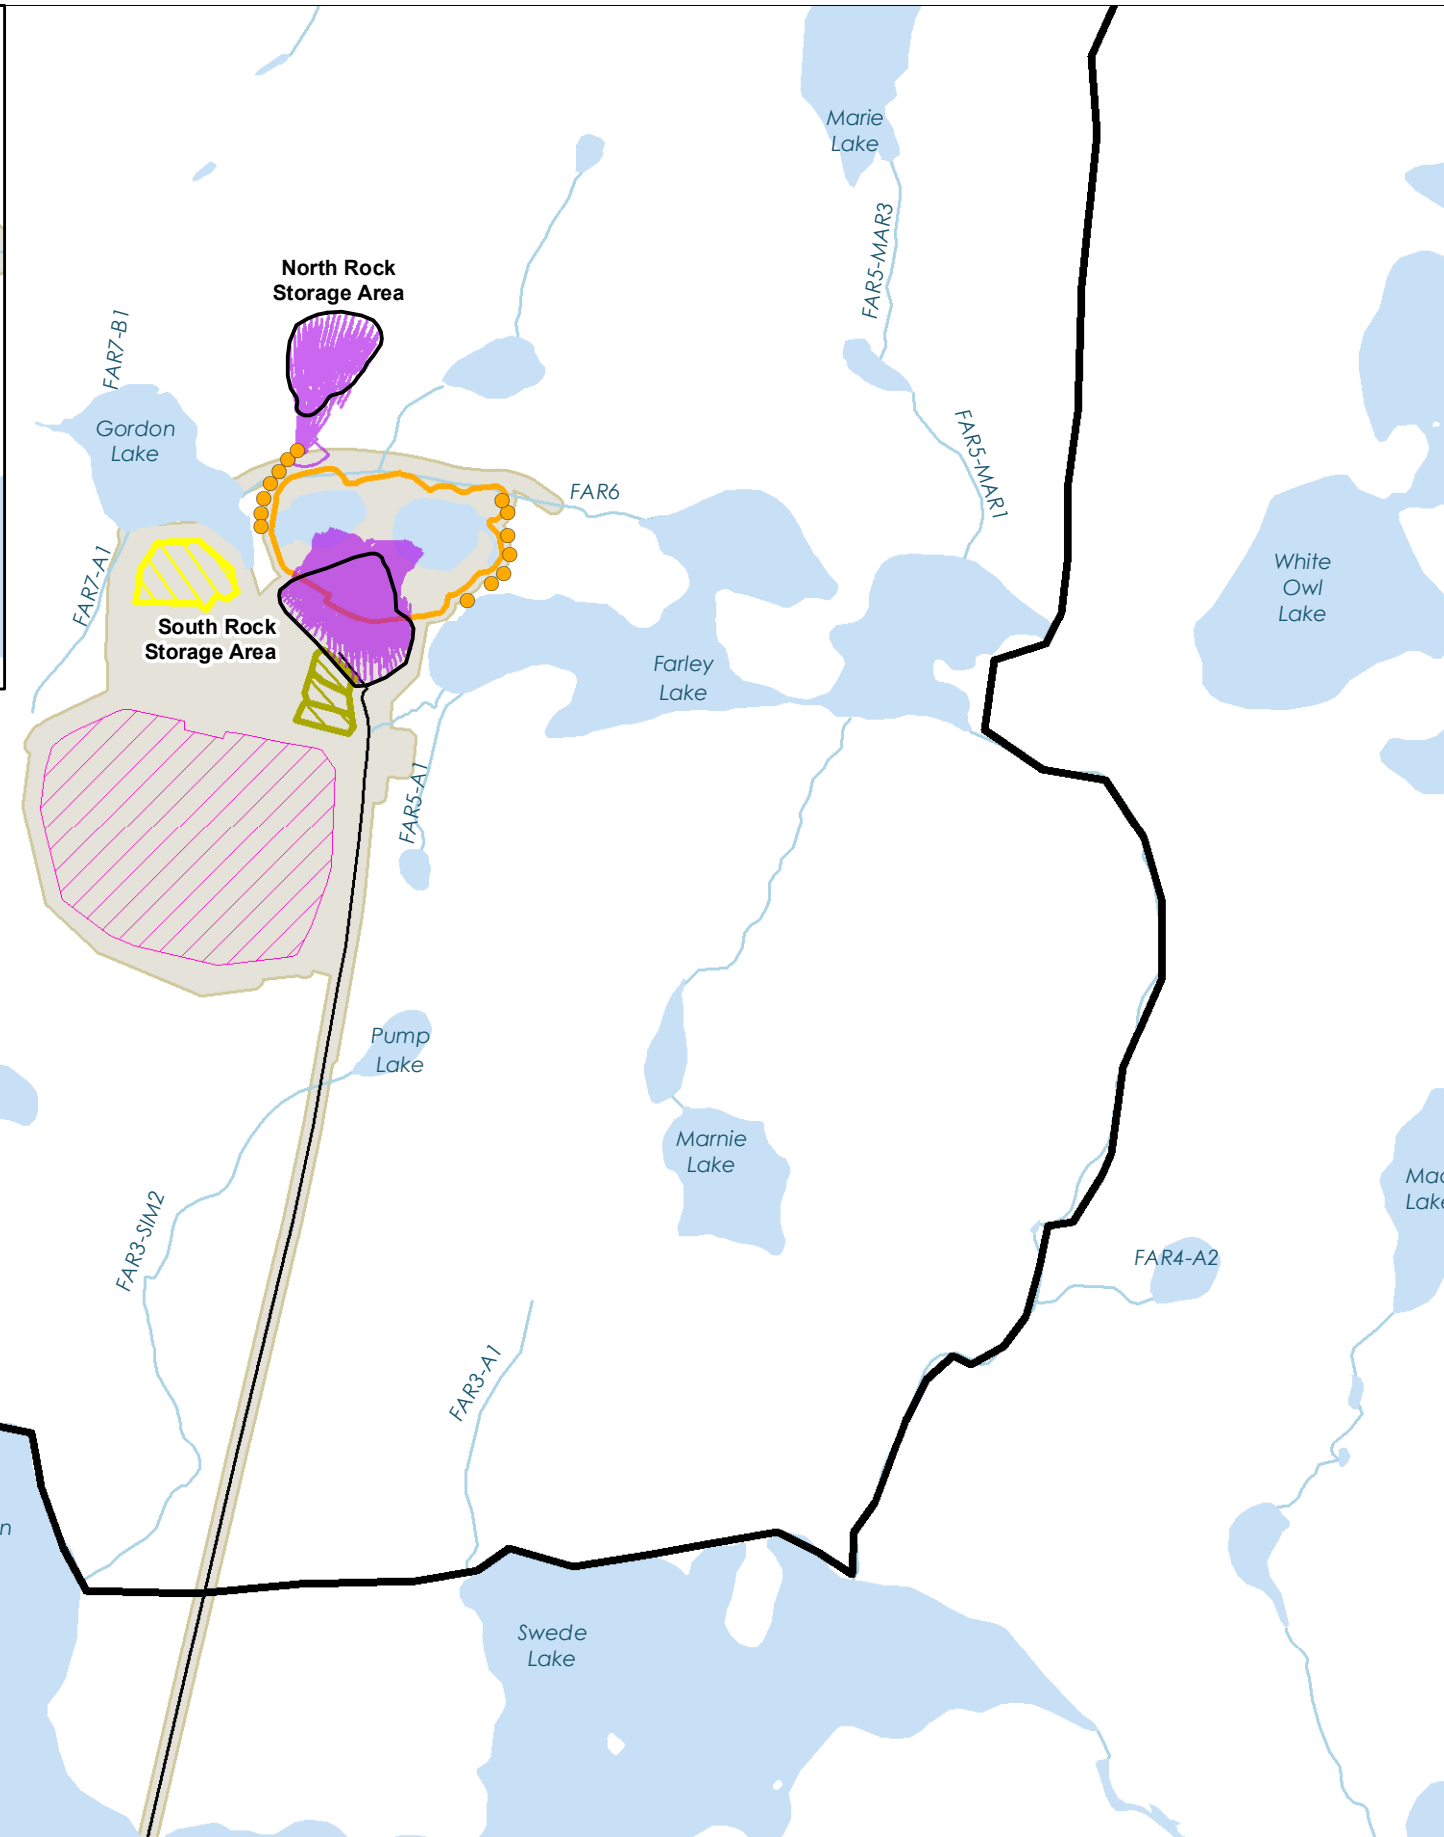 Marie
Lake
FAR5-MAR3
North Rock
Storage Area
FAR7-B1
Gordon
Lake
FAR5-MAR1
FAR6
FAR7-A1
White
Owl
Lake
South Rock
Storage Area
Farley
Lake
FAR5-A1
Pump
Lake
Marnie
Lake
FAR3-SIM2
FAR4-A2
FAR3-A1
Swede
Lake